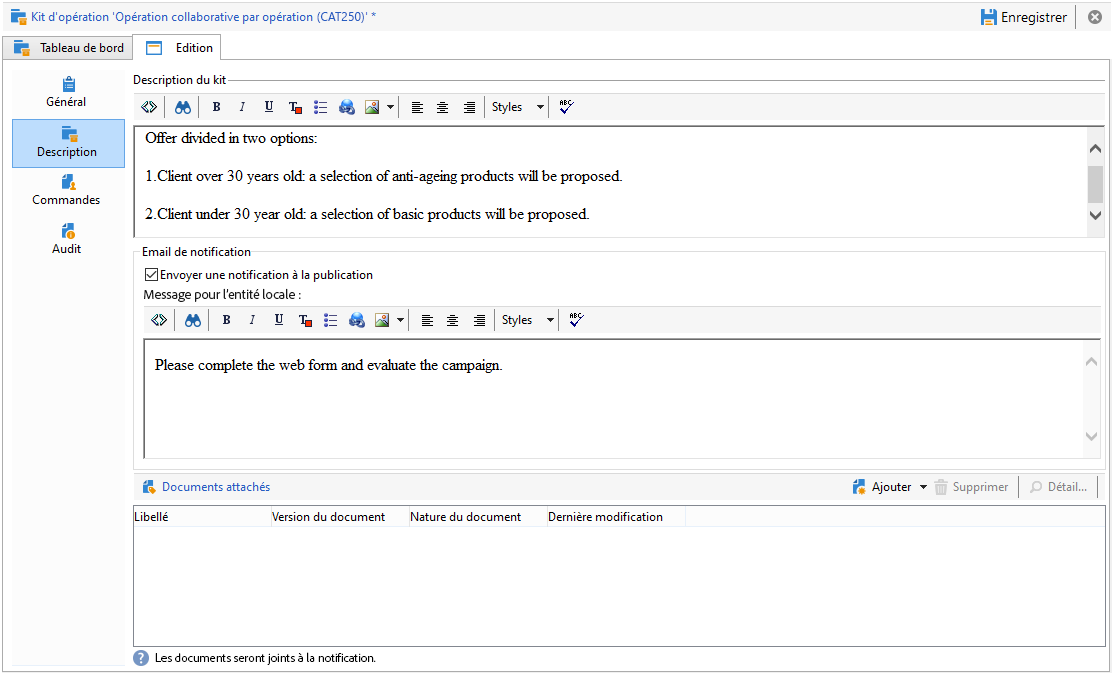 Kit d'opération 'Opération collaborative par opération (CAT250)' *
Enregistrer
Tableau de bord
Edition
Général
Description
Commandes
Audit
Description du kit
B I U T Styles ABC
Offer divided in two options:
1.Client over 30 years old: a selection of anti-ageing products will be proposed.
2.Client under 30 year old: a selection of basic products will be proposed.
Email de notification
Envoyer une notification à la publication
Message pour l'entité locale :
B I U T Styles ABC
Please complete the web form and evaluate the campaign.
Documents attachés
Ajouter
Supprimer
Détail...
Libellé Version du document Nature du document Dernière modification
? Les documents seront joints à la notification.